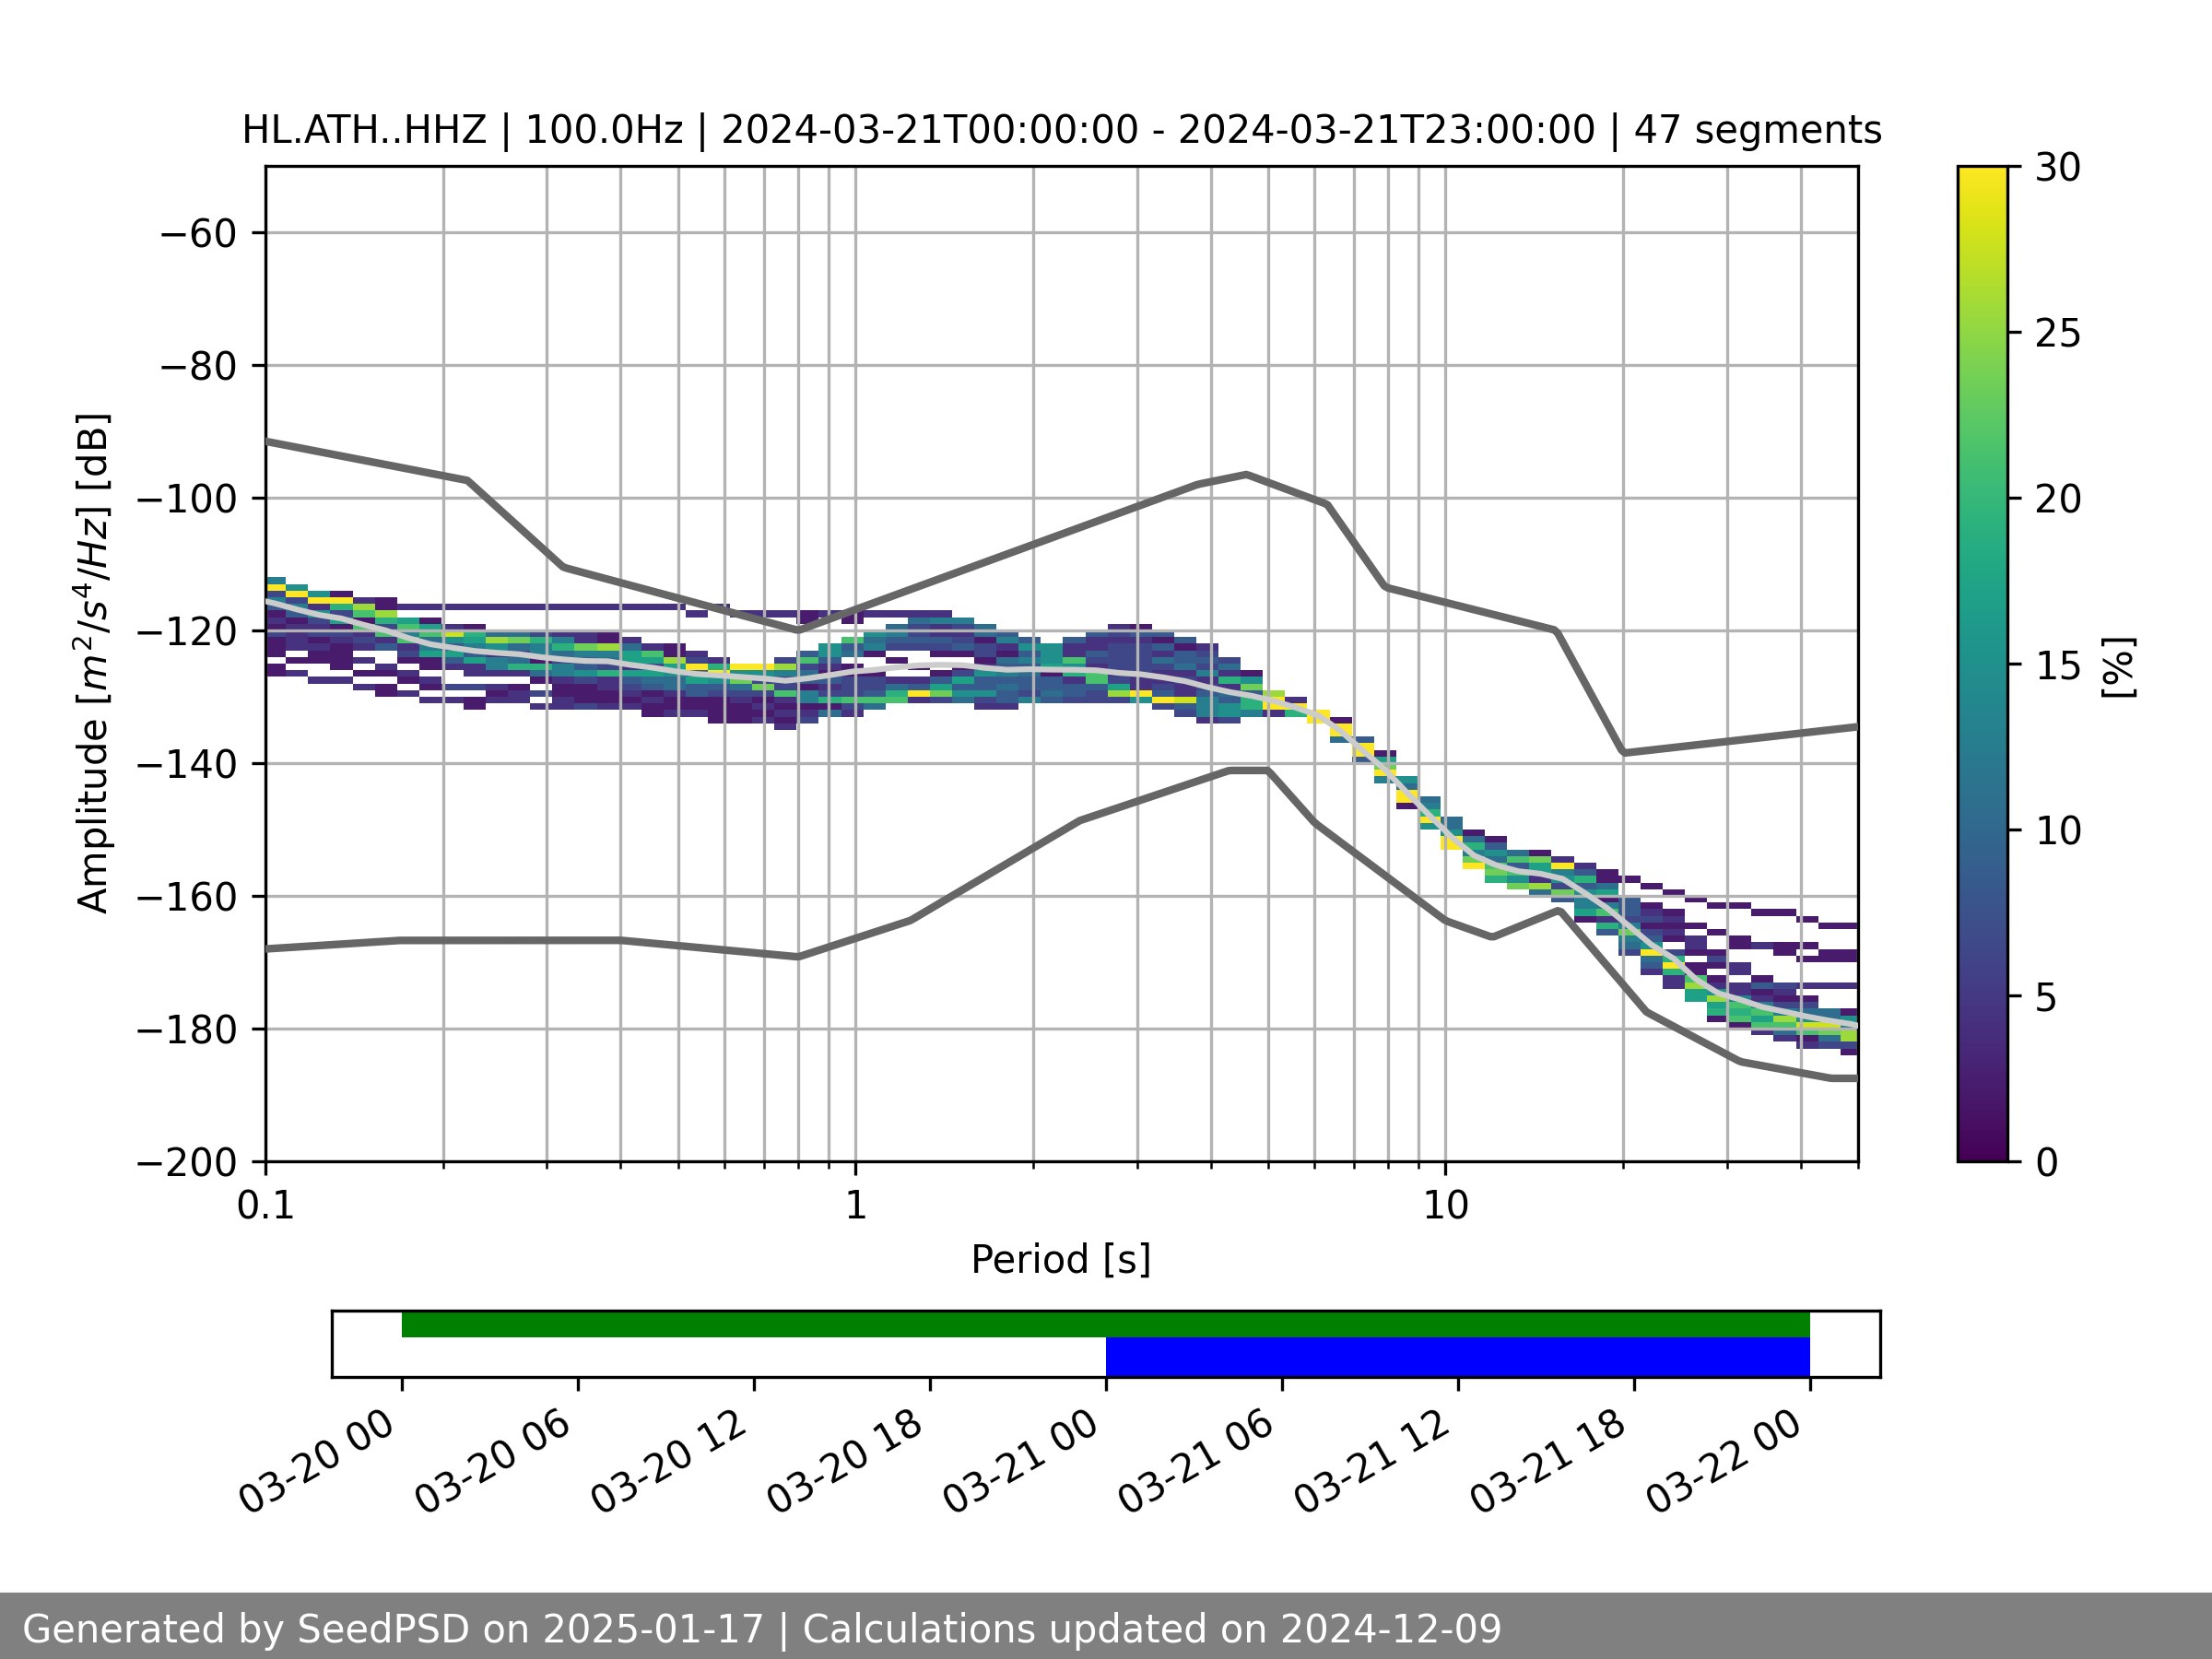 HL.ATH..HHZ | 100.0Hz | 2024-03-21T00:00:00 - 2024-03-21T23:00:00 | 47 segments
−60
−80
−100
−120
−140
−160
−180
−200
Amplitude [m²/s⁴/Hz] [dB]
0.1 1 10
Period [s]
30
25
20
15
10
5
0
[%]
03-20 00 03-20 06 03-20 12 03-20 18 03-21 00 03-21 06 03-21 12 03-21 18 03-22 00
Generated by SeedPSD on 2025-01-17 | Calculations updated on 2024-12-09